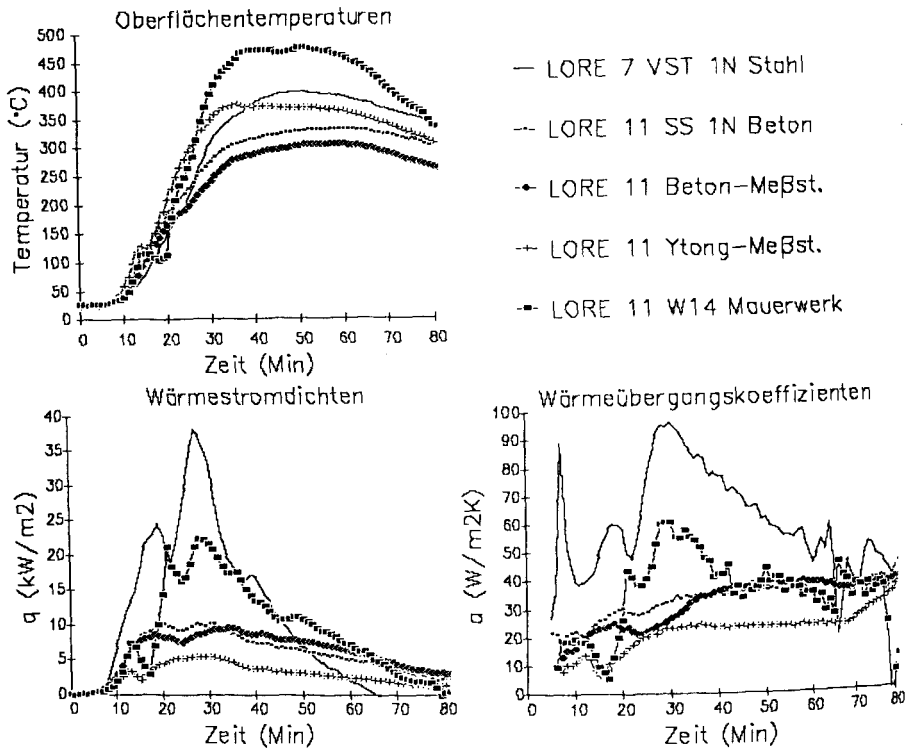 Oberflächentemperaturen
Temperatur (°C)
500
450
400
350
300
250
200
150
100
50
0
0 10 20 30 40 50 60 70 80
Zeit (Min)
LORE 7 VST 1N Stahl
LORE 11 SS 1N Beton
LORE 11 Beton-Meßst.
LORE 11 Ytong-Meßst.
LORE 11 W14 Mauerwerk
Wärmestromdichten
q (kW/m2)
40
35
30
25
20
15
10
5
0
0 10 20 30 40 50 60 70 80
Zeit (Min)
Wärmeübergangskoeffizienten
α (W/m2K)
100
90
80
70
60
50
40
30
20
10
0
0 10 20 30 40 50 60 70 80
Zeit (Min)